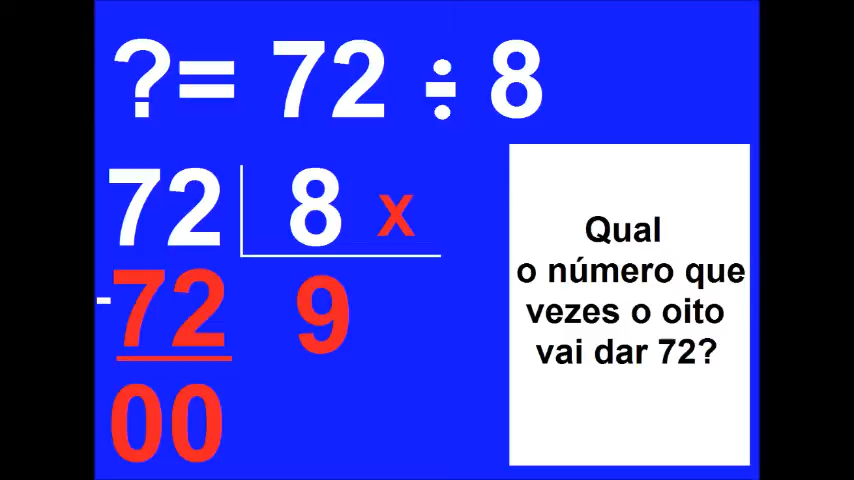 ?= 72 ÷ 8
72 8 x
-72 9
00
Qual
o número que
vezes o oito
vai dar 72?